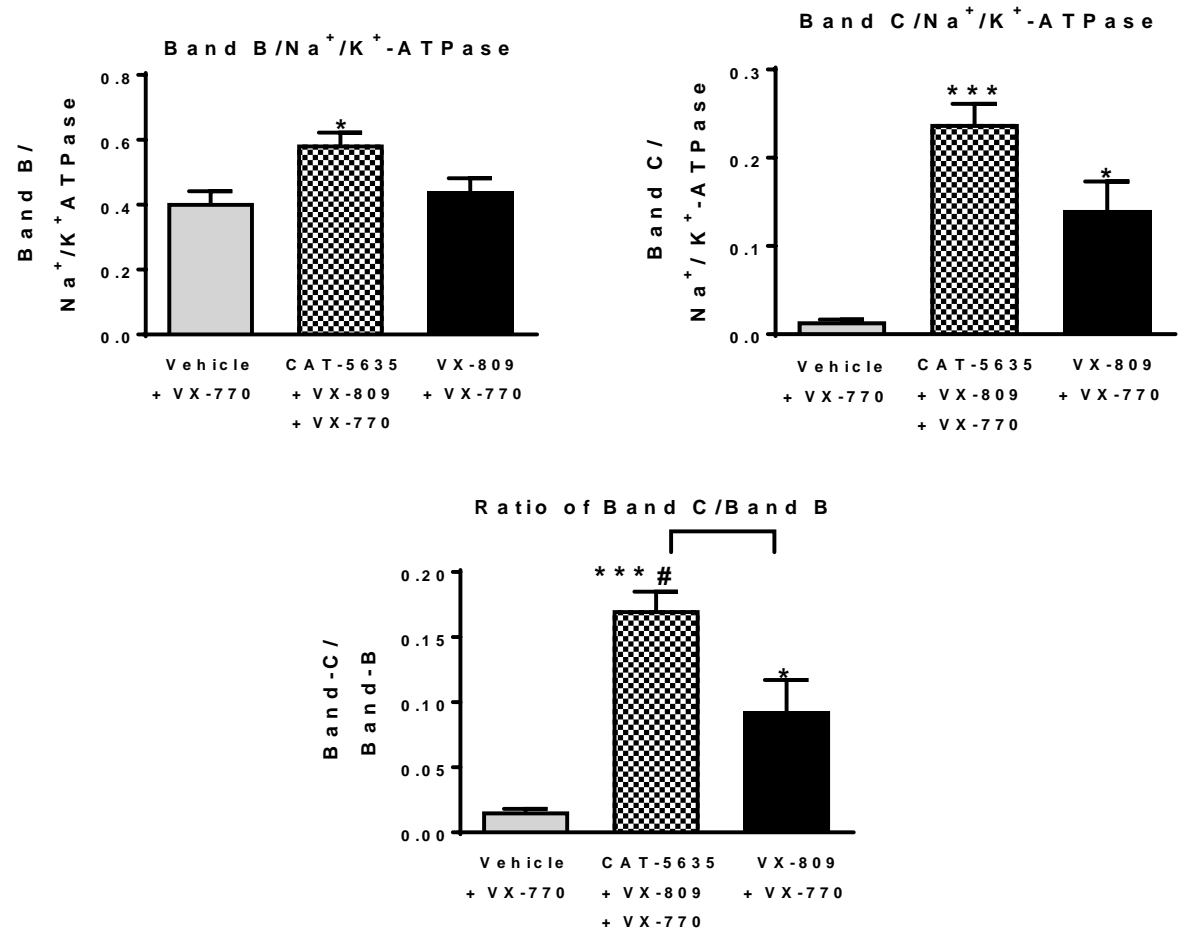 Band B/Na⁺/K⁺-ATPase
Band B/
Na⁺/K⁺ATPase
0.8
0.6
0.4
0.2
0.0
*
Vehicle
+ VX-770
CAT-5635
+ VX-809
+ VX-770
VX-809
+ VX-770
Band C/Na⁺/K⁺-ATPase
Band C/
Na⁺/K⁺-ATPase
0.3
0.2
0.1
0.0
***
*
Vehicle
+ VX-770
CAT-5635
+ VX-809
+ VX-770
VX-809
+ VX-770
Ratio of Band C/Band B
Band-C/
Band-B
0.20
0.15
0.10
0.05
0.00
***#
*
Vehicle
+ VX-770
CAT-5635
+ VX-809
+ VX-770
VX-809
+ VX-770